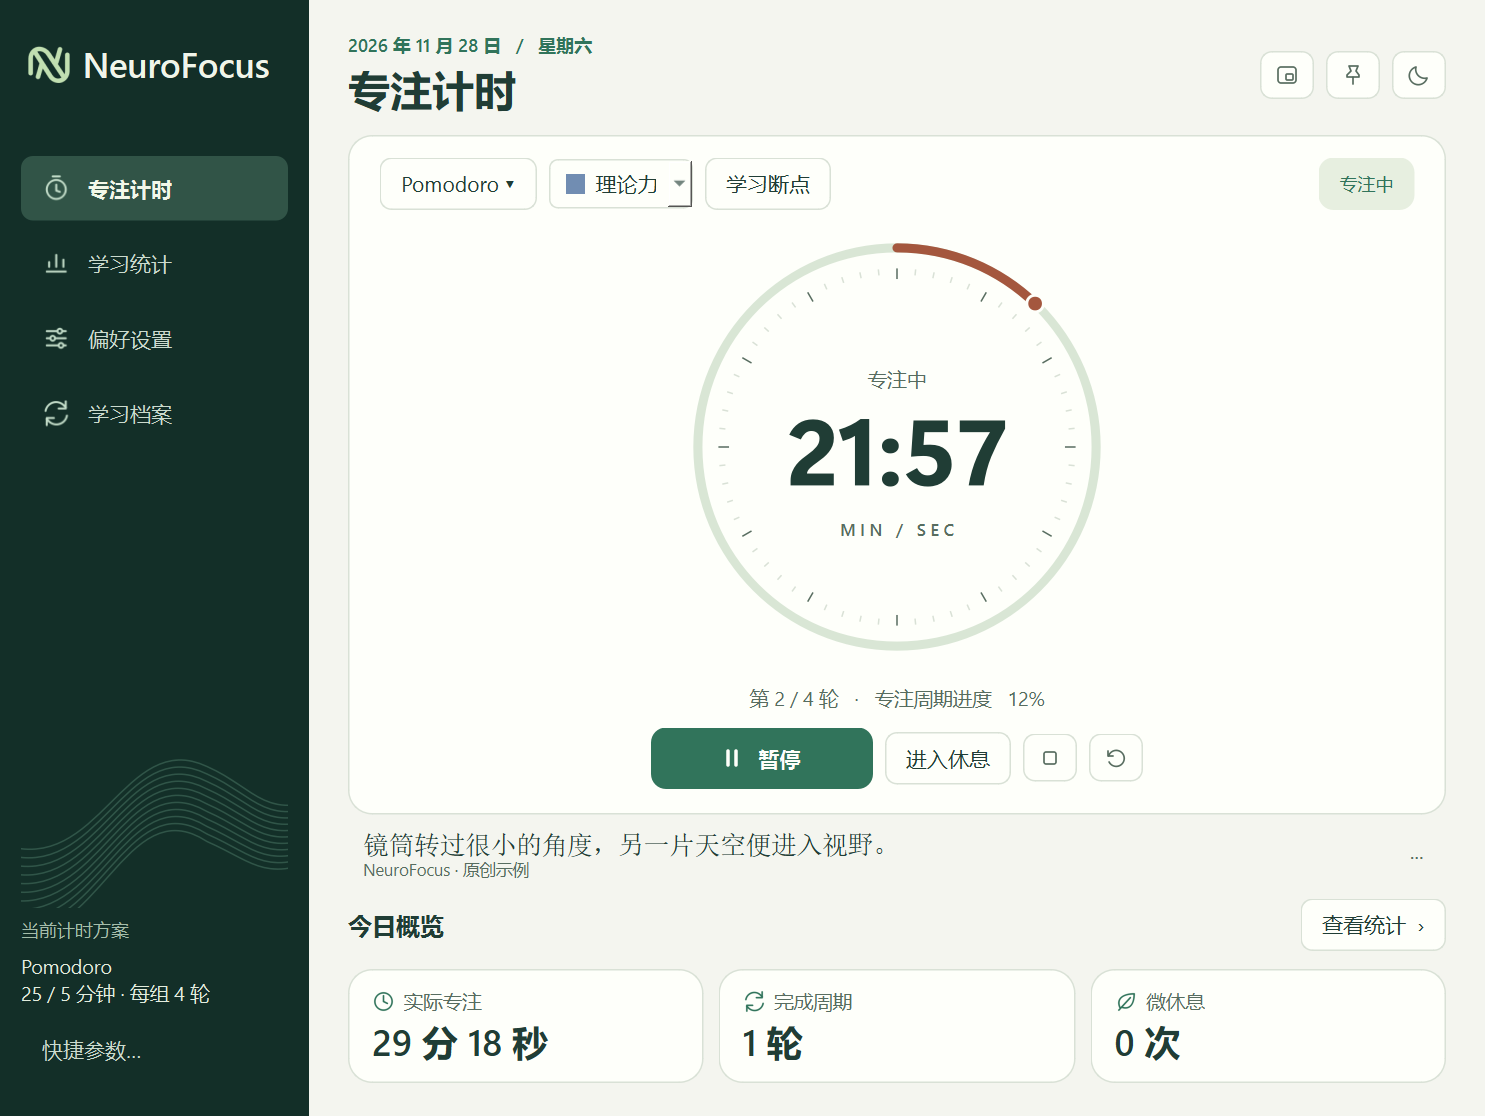 NeuroFocus
专注计时
学习统计
偏好设置
学习档案
当前计时方案
Pomodoro
25 / 5 分钟 · 每组 4 轮
快捷参数...
2026 年 11 月 28 日 / 星期六
专注计时
Pomodoro ▾
理论力
学习断点
专注中
专注中
21:57
MIN / SEC
第 2 / 4 轮 · 专注周期进度 12%
暂停
进入休息
镜筒转过很小的角度，另一片天空便进入视野。
NeuroFocus · 原创示例
...
今日概览
查看统计 ›
实际专注
29 分 18 秒
完成周期
1 轮
微休息
0 次